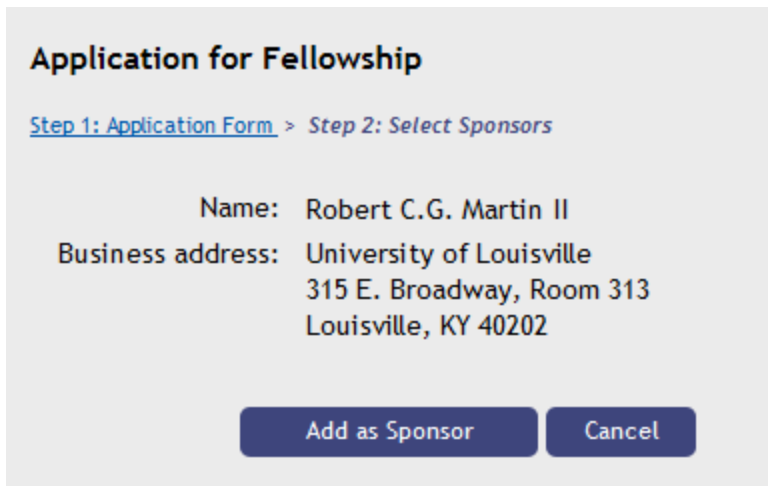 Application for Fellowship
Step 1: Application Form > Step 2: Select Sponsors
Name: Robert C.G. Martin II
Business address: University of Louisville
315 E. Broadway, Room 313
Louisville, KY 40202
Add as Sponsor Cancel